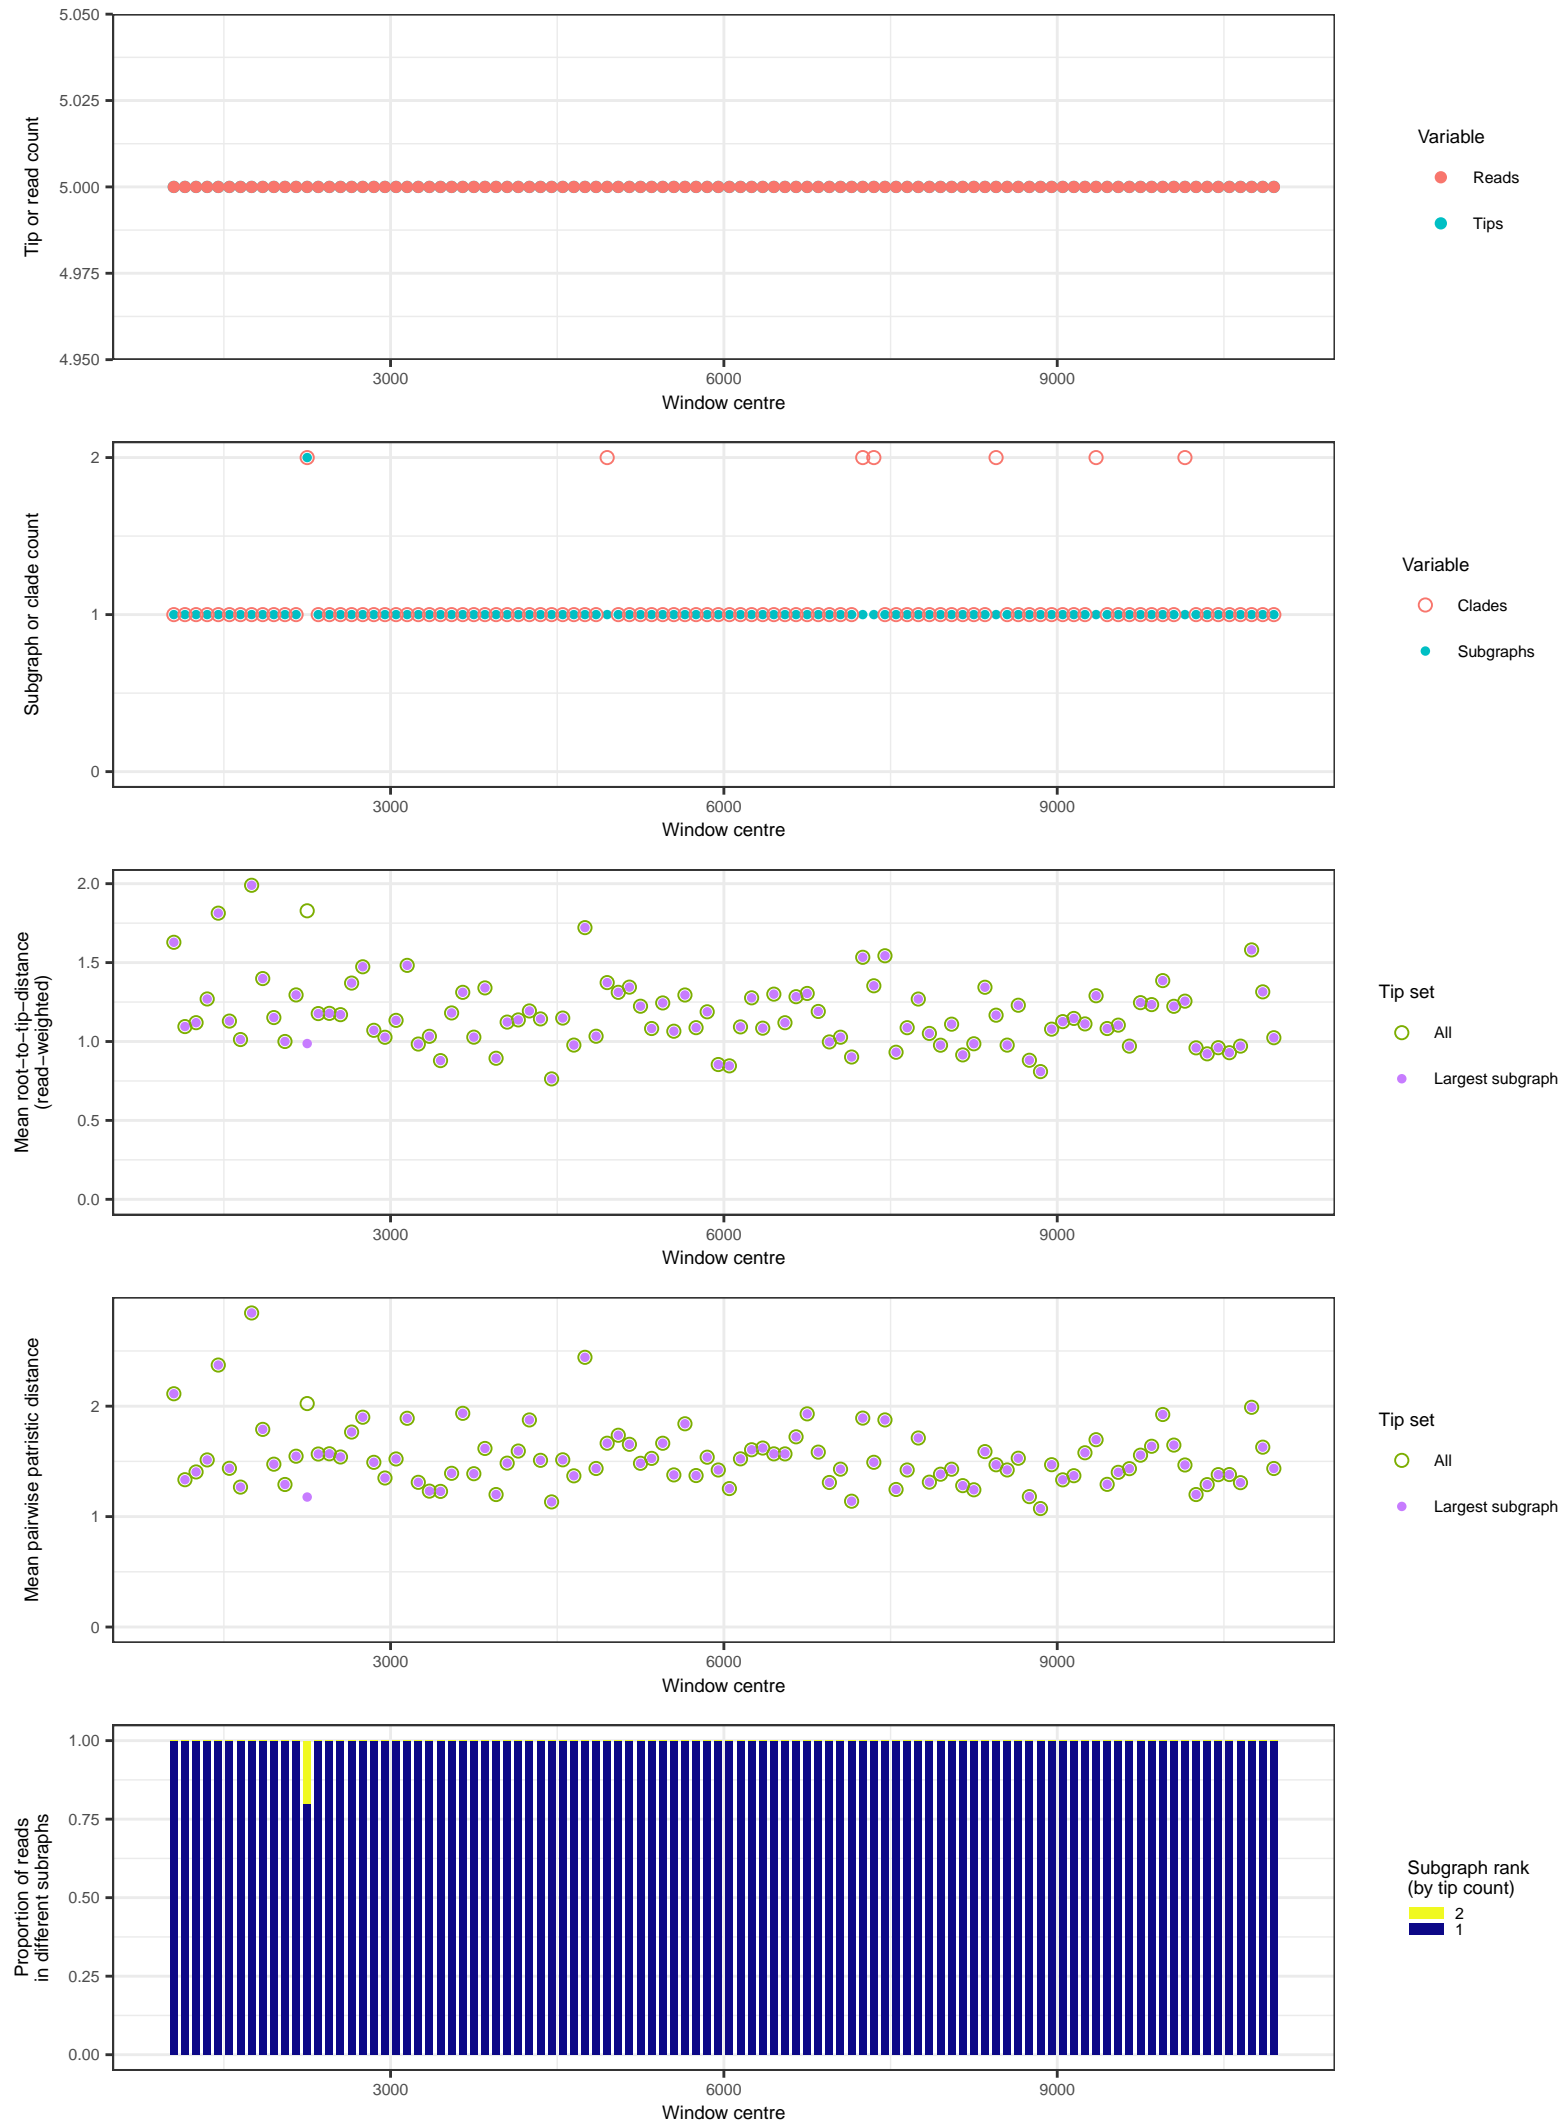 5.050
5.025
5.000
4.975
4.950
Tip or read count
3000 6000 9000
Window centre
Variable
Reads
Tips
2
1
0
Subgraph or clade count
3000 6000 9000
Window centre
Variable
Clades
Subgraphs
2.0
1.5
1.0
0.5
0.0
Mean root−to−tip−distance
(read−weighted)
3000 6000 9000
Window centre
Tip set
All
Largest subgraph
2
1
0
Mean pairwise patristic distance
3000 6000 9000
Window centre
Tip set
All
Largest subgraph
1.00
0.75
0.50
0.25
0.00
Proportion of reads
in different subraphs
3000 6000 9000
Window centre
Subgraph rank
(by tip count)
2
1